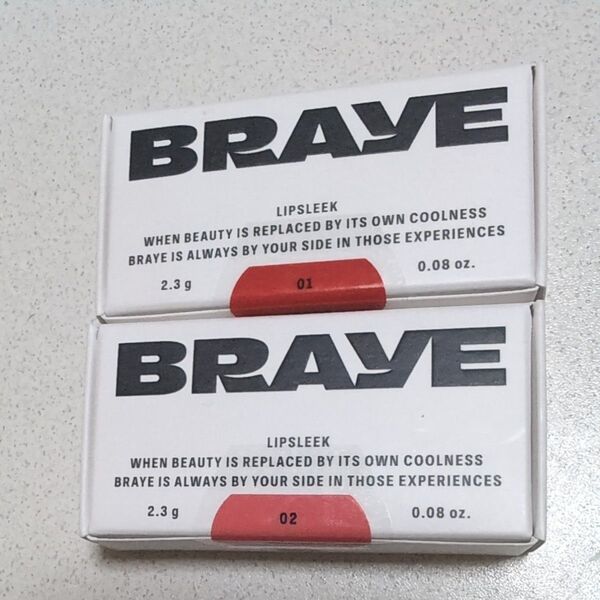 BRAYE
LIPSLEEK
WHEN BEAUTY IS REPLACED BY ITS OWN COOLNESS
BRAYE IS ALWAYS BY YOUR SIDE IN THOSE EXPERIENCES
2.3 g 01 0.08 oz.
BRAYE
LIPSLEEK
WHEN BEAUTY IS REPLACED BY ITS OWN COOLNESS
BRAYE IS ALWAYS BY YOUR SIDE IN THOSE EXPERIENCES
2.3 g 02 0.08 oz.